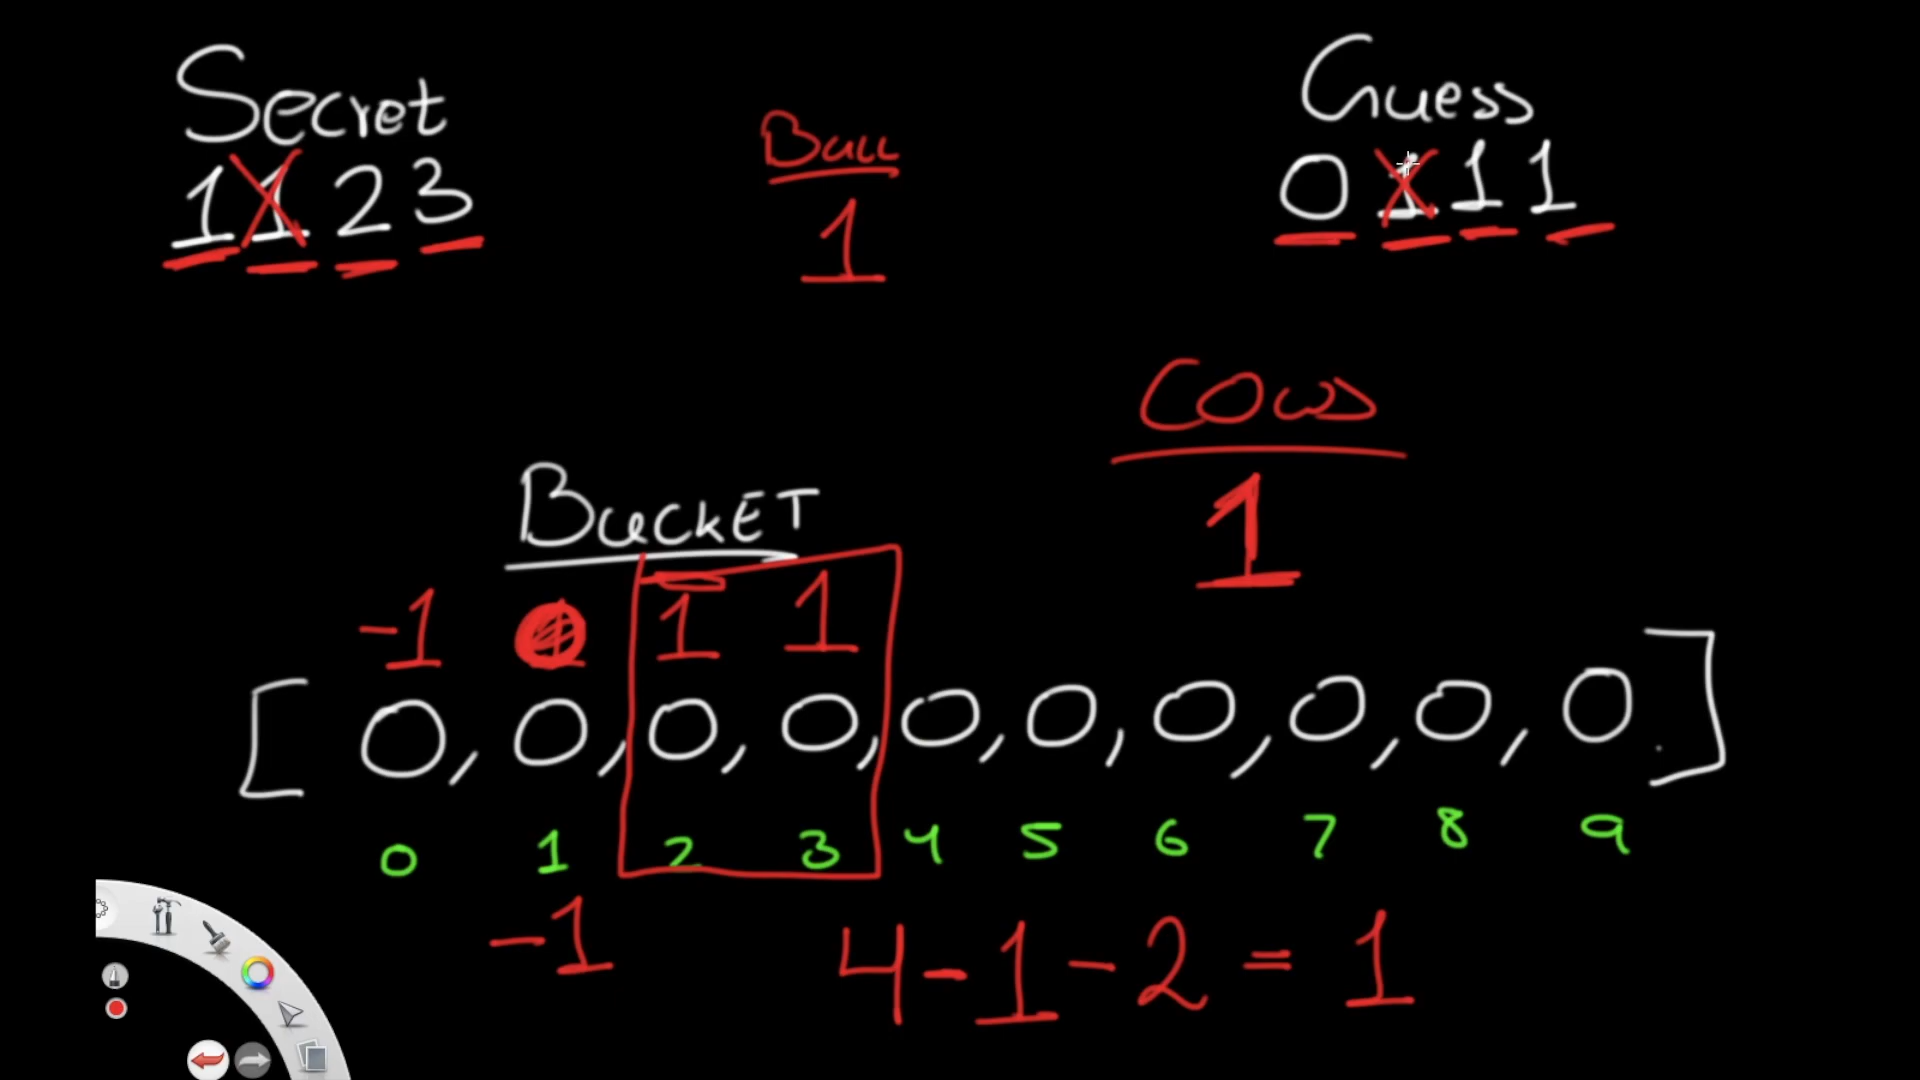 Secret
1123
Bull
1
Guess
0111
Cows
1
Bucket
-1 1 1
[0, 0, 0, 0, 0, 0, 0, 0, 0, 0]
0 1 2 3 4 5 6 7 8 9
-1
4-1-2=1